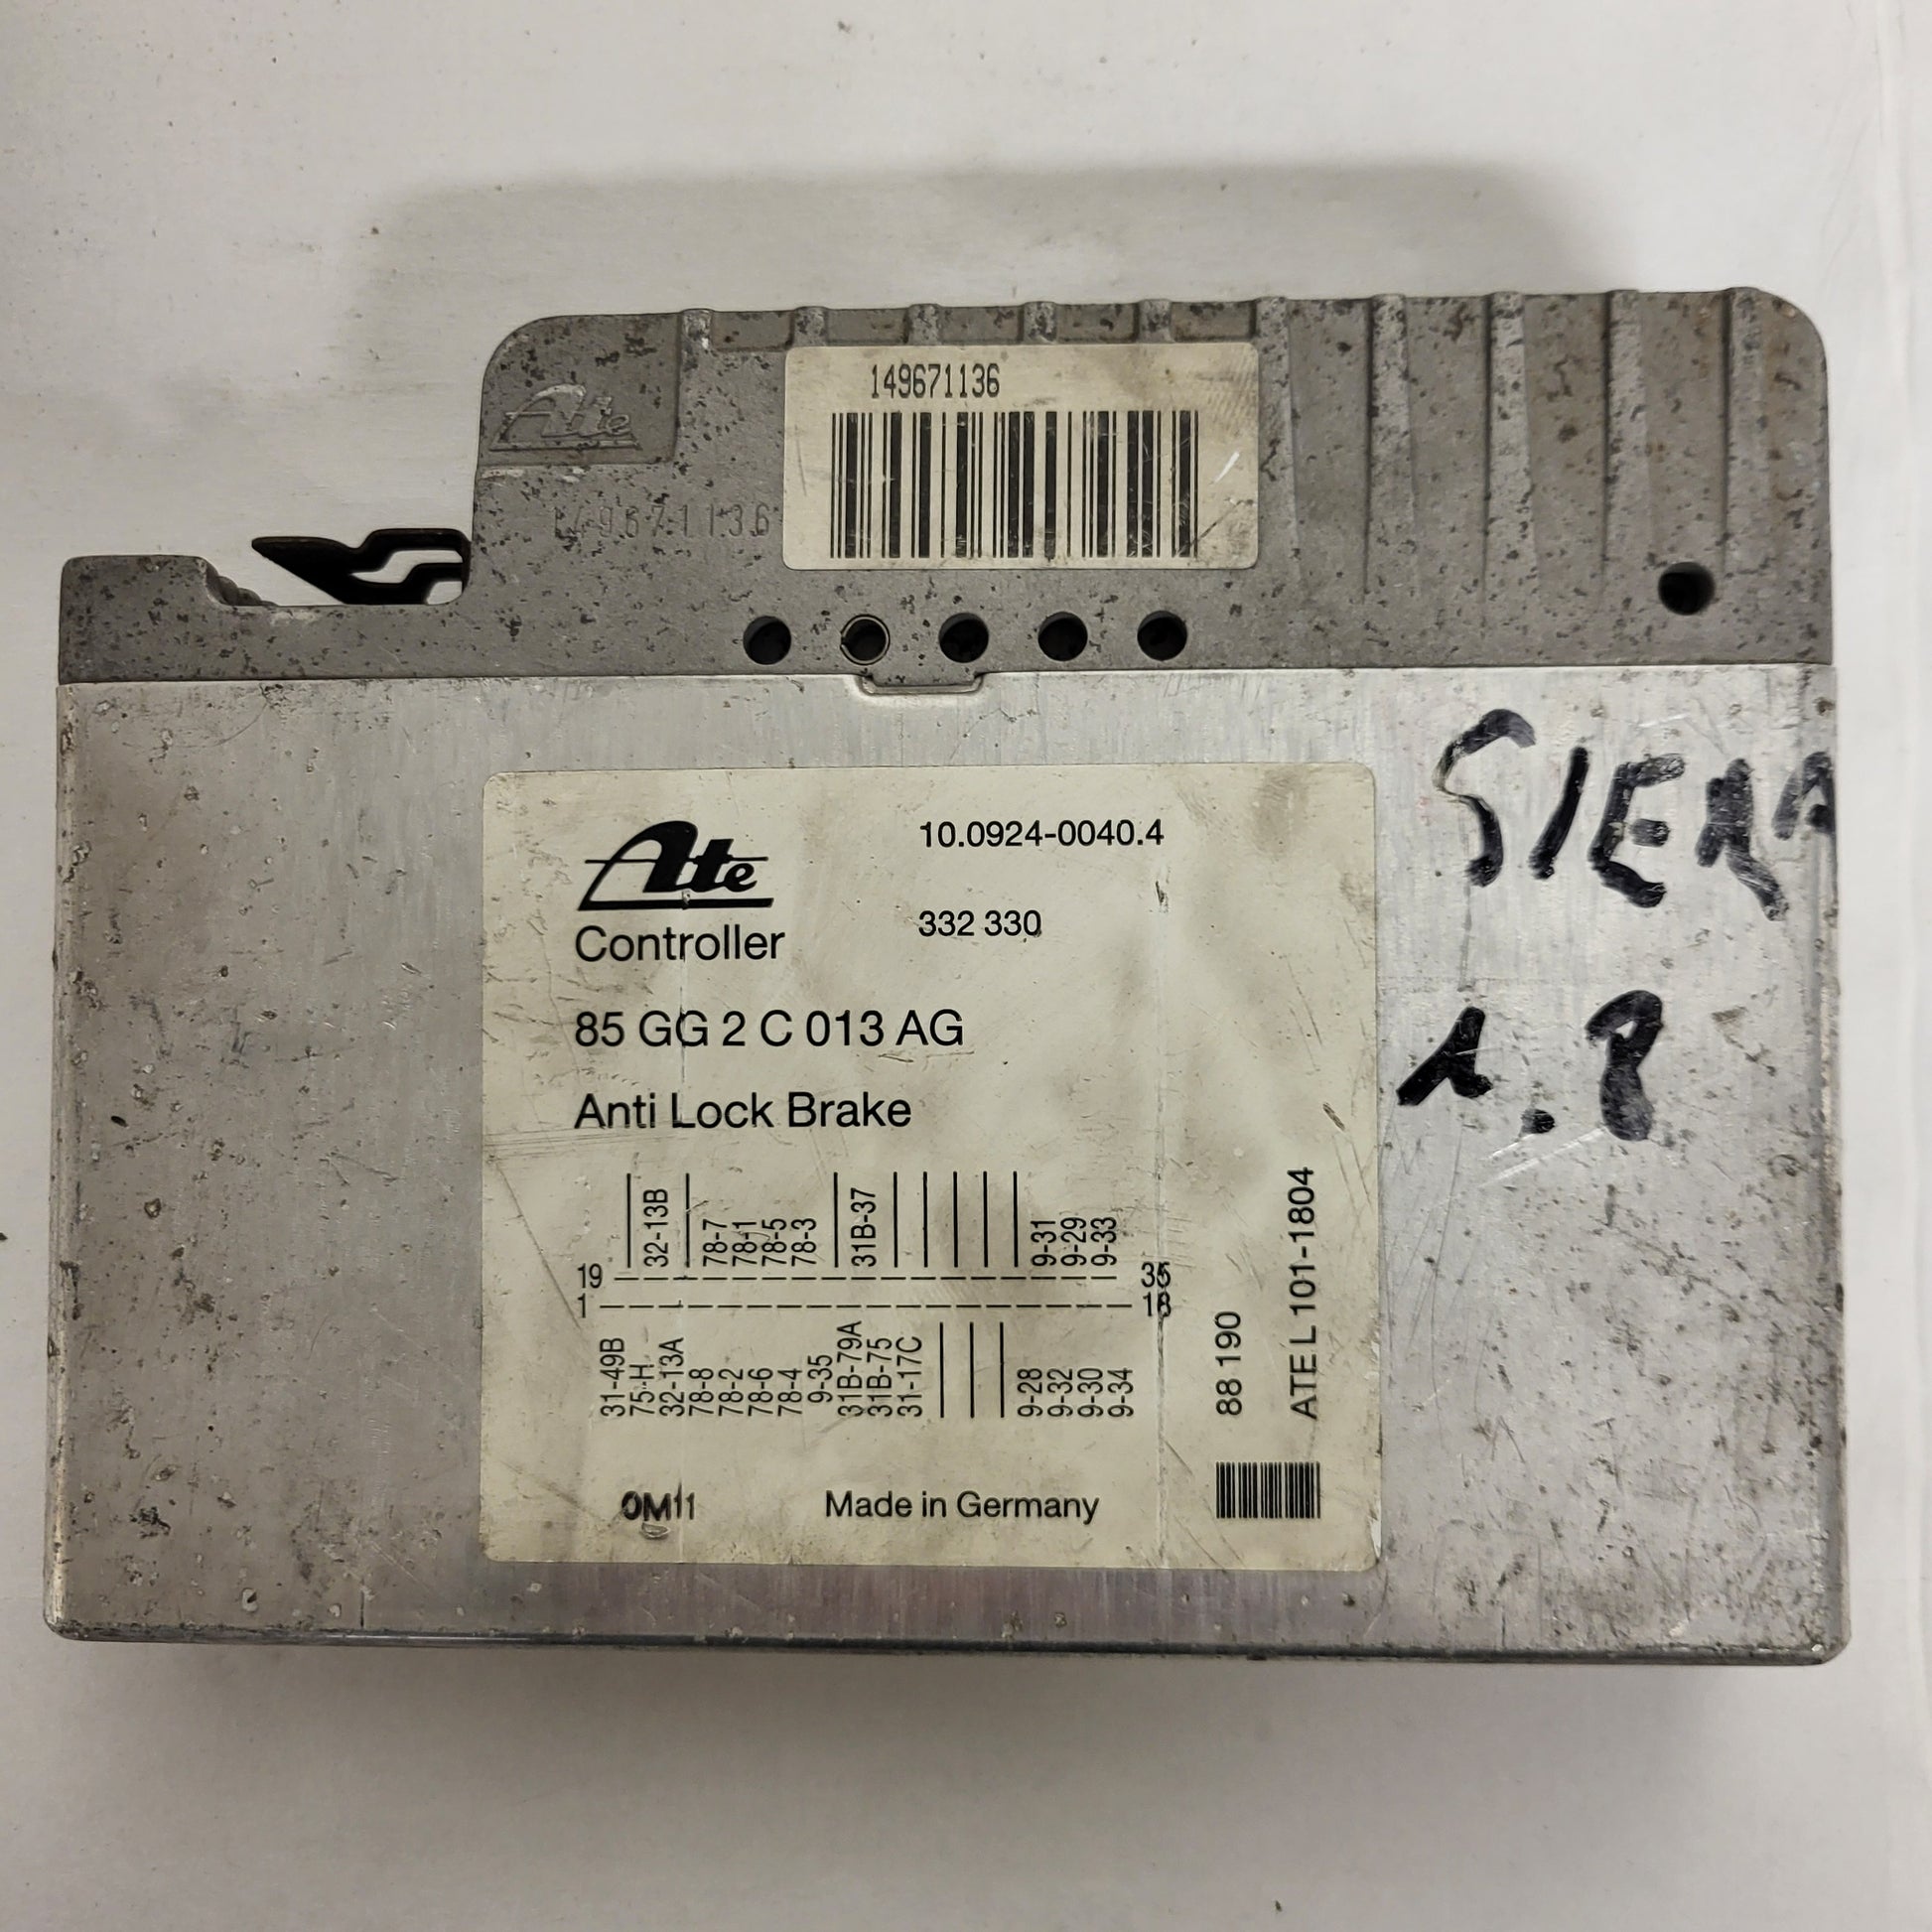 149671136
Ate
149671136
SIERA
1.8
Ate
10.0924-0040.4
Controller
332 330
85 GG 2 C 013 AG
Anti Lock Brake
32-13B
78-7
78-1
78-5
78-3
31B-37
9-31
9-29
9-33
19
35
1
18
31-49B
75-H
32-13A
78-8
78-2
78-6
78-4
9-35
31B-79A
31B-75
31-17C
9-28
9-32
9-30
9-34
88 190
ATE L 101-1804
0M11
Made in Germany